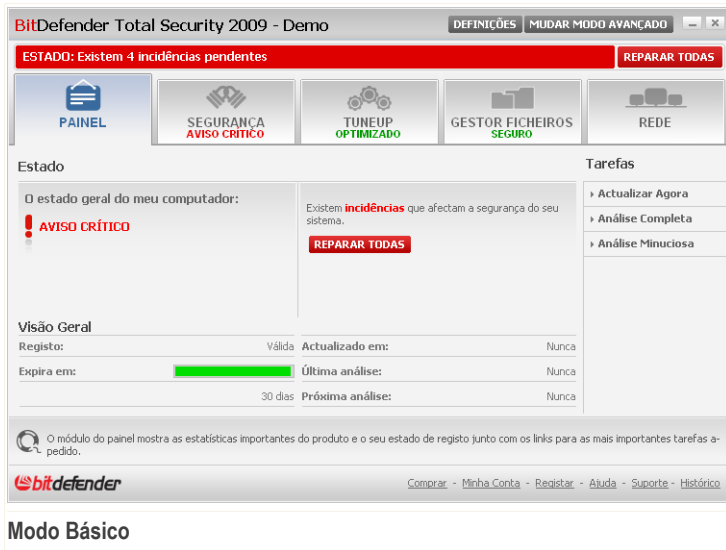 BitDefender Total Security 2009 - Demo
DEFINIÇÕES
MUDAR MODO AVANÇADO
ESTADO: Existem 4 incidências pendentes
REPARAR TODAS
PAINEL
SEGURANÇA
AVISO CRÍTICO
TUNEUP
OPTIMIZADO
GESTOR FICHEIROS
SEGURO
REDE
Estado
O estado geral do meu computador:
AVISO CRÍTICO
Existem incidências que afectam a segurança do seu
sistema.
REPARAR TODAS
Tarefas
Actualizar Agora
Análise Completa
Análise Minuciosa
Visão Geral
Registo: Válida
Actualizado em: Nunca
Expira em:
Última análise: Nunca
30 dias
Próxima análise: Nunca
O módulo do painel mostra as estatísticas importantes do produto e o seu estado de registo junto com os links para as mais importantes tarefas a-
pedido.
bitdefender
Comprar - Minha Conta - Registar - Ajuda - Suporte - Histórico
Modo Básico